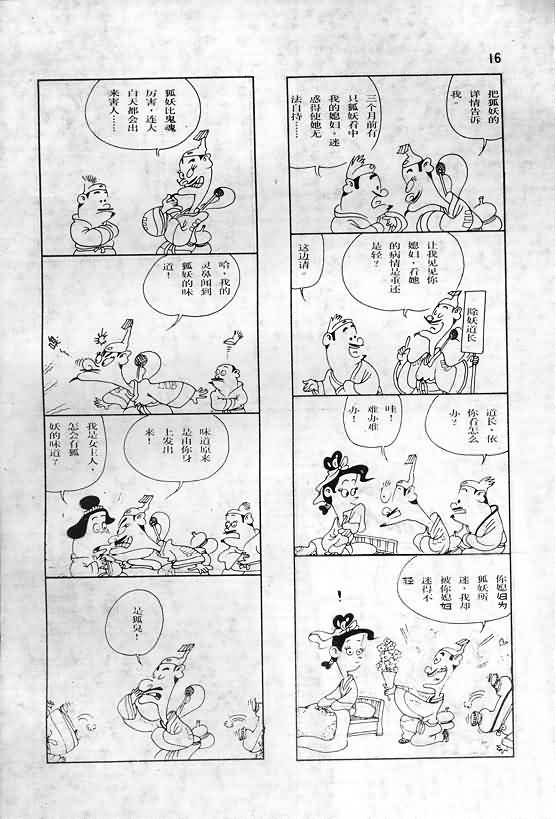 16
把狐妖的
详情告诉
我。
三个月前有
只狐妖看中
我的媳妇，迷
惑得使她无
法自持……
让我见见你
媳妇，看她
的病情是重还
是轻？
除妖道长
这边请。
道长，依
你看怎么
办？
哇！
难办难
办！
你媳妇为
狐妖所
迷，我却
被你媳妇
迷得不
轻
！
狐妖比鬼魂
厉害，连大
白天都会出
来害人……
哈，我的
灵鼻闻到
狐妖的味
道！
味道原来
是由你身
上发出
来！
我是女主人，
怎会有狐
妖的味道？
是狐臭！